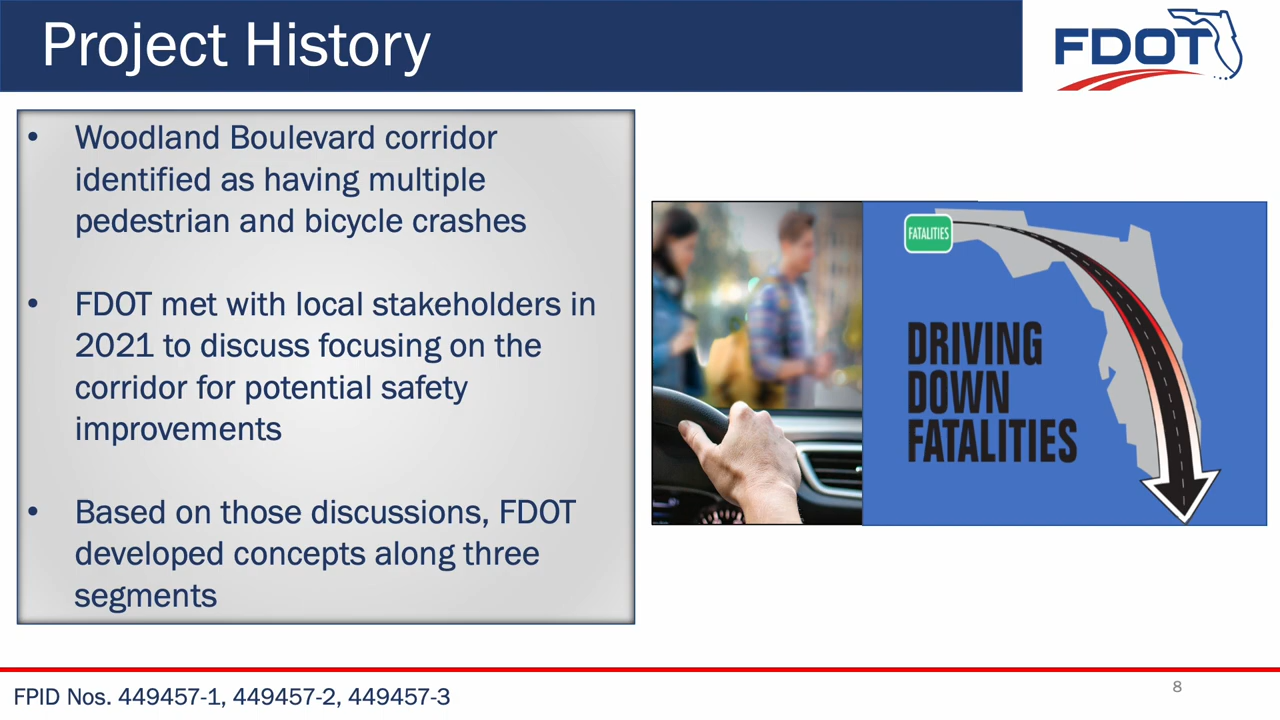 Project History
FDOT
• Woodland Boulevard corridor
identified as having multiple
pedestrian and bicycle crashes
• FDOT met with local stakeholders in
2021 to discuss focusing on the
corridor for potential safety
improvements
• Based on those discussions, FDOT
developed concepts along three
segments
FATALITIES
DRIVING
DOWN
FATALITIES
FPID Nos. 449457-1, 449457-2, 449457-3
8